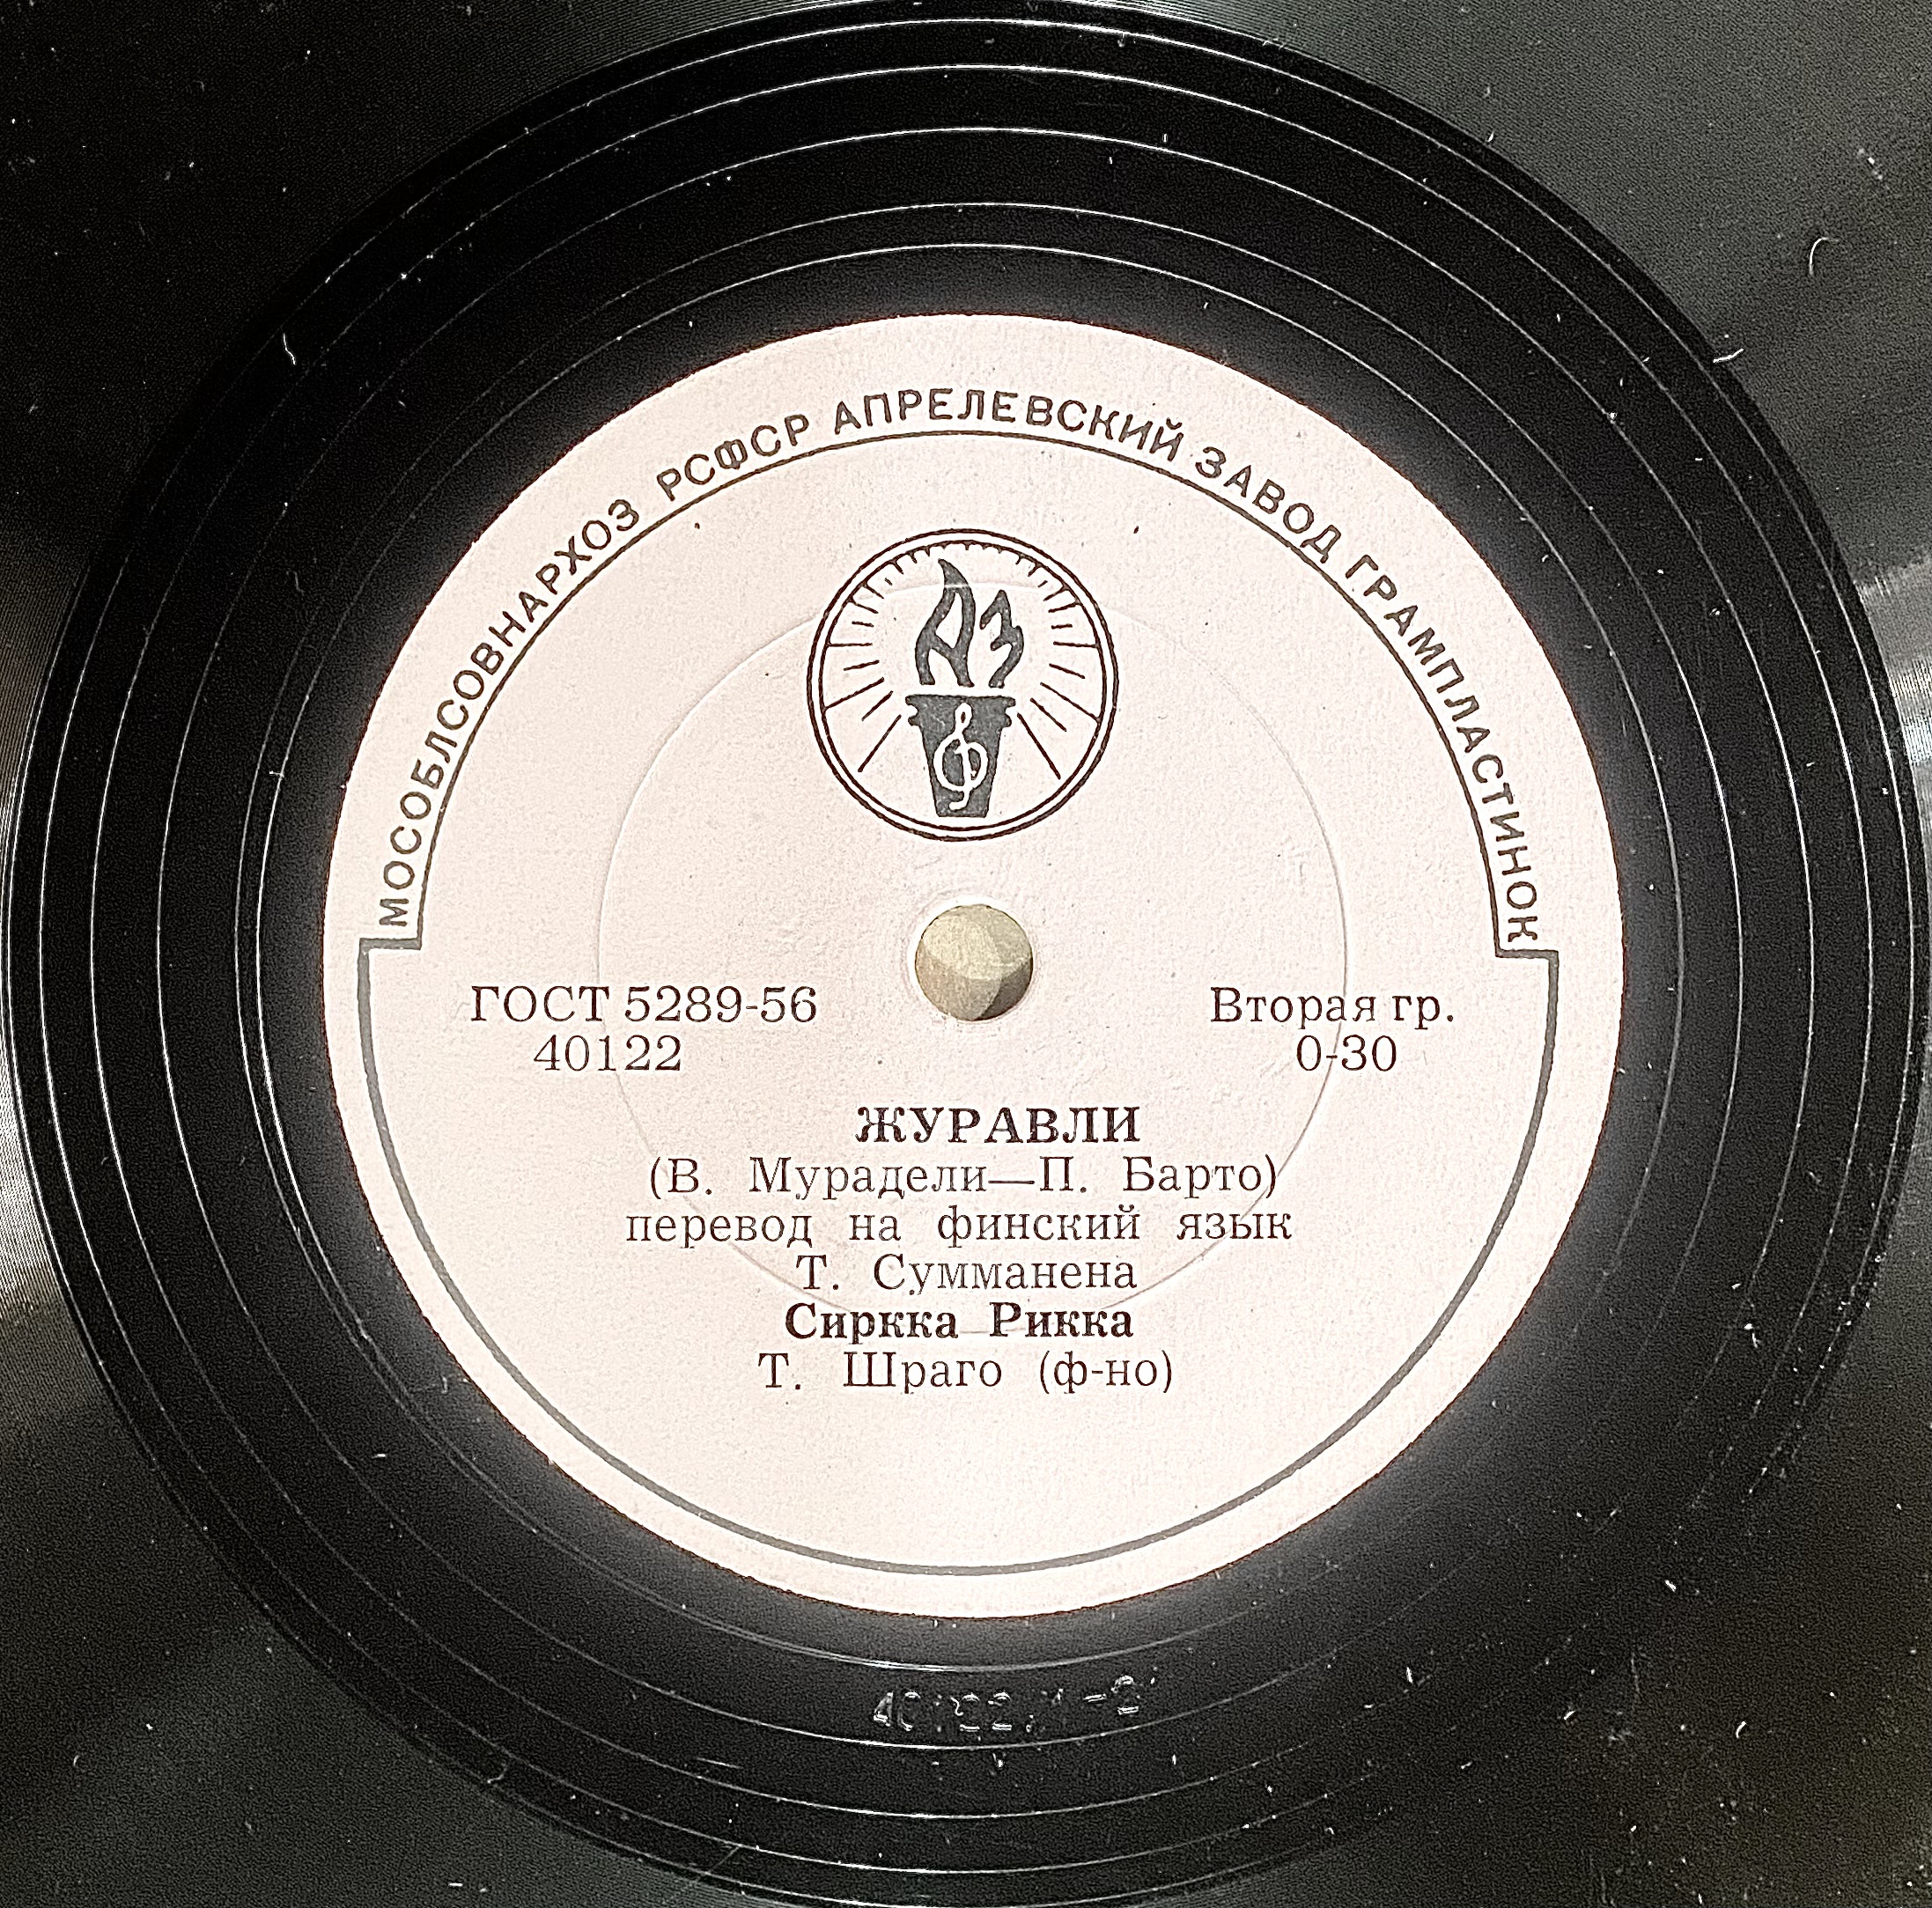 МОСОБЛСОВНАРХОЗ РСФСР АПРЕЛЕВСКИЙ ЗАВОД ГРАМПЛАСТИНОК
АЗ
ГОСТ 5289-56
40122
Вторая гр.
0-30
ЖУРАВЛИ
(В. Мурадели—П. Барто)
перевод на финский язык
Т. Сумманена
Сиркка Рикка
Т. Шраго (ф-но)